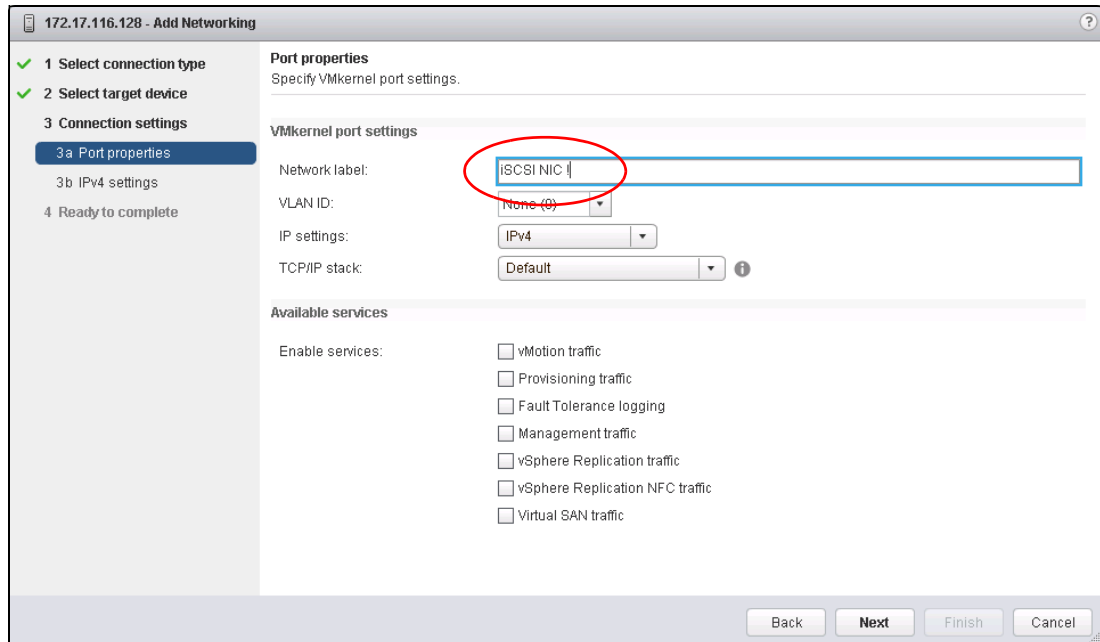 172.17.116.128 - Add Networking
?
1 Select connection type
2 Select target device
3 Connection settings
3a Port properties
3b IPv4 settings
4 Ready to complete
Port properties
Specify VMkernel port settings.
VMkernel port settings
Network label: iSCSI NIC !
VLAN ID: None (0)
IP settings: IPv4
TCP/IP stack: Default
Available services
Enable services: vMotion traffic
Provisioning traffic
Fault Tolerance logging
Management traffic
vSphere Replication traffic
vSphere Replication NFC traffic
Virtual SAN traffic
Back Next Finish Cancel